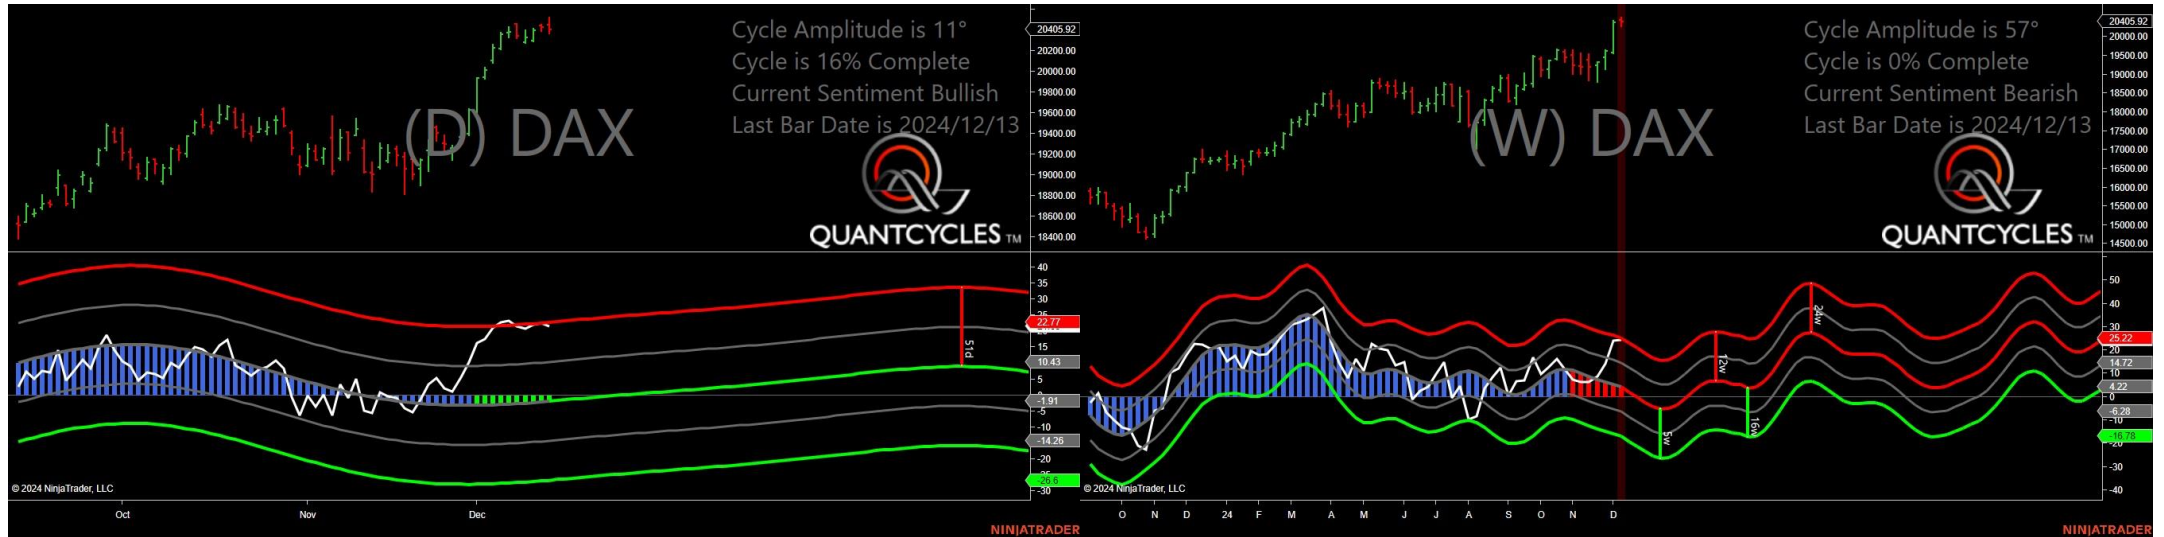 20405.92
20200.00
20000.00
19800.00
19600.00
19400.00
19200.00
19000.00
18800.00
18600.00
18400.00
Cycle Amplitude is 11°
Cycle is 16% Complete
Current Sentiment Bullish
Last Bar Date is 2024/12/13
(D) DAX
QUANTCYCLES TM
40
35
30
25
22.77
15
10.43
5
0
-1.91
-5
-10
-14.26
-20
-26.6
-30
51d
© 2024 NinjaTrader, LLC
Oct Nov Dec
NINJATRADER
20405.92
20000.00
19500.00
19000.00
18500.00
18000.00
17500.00
17000.00
16000.00
15500.00
15000.00
14500.00
Cycle Amplitude is 57°
Cycle is 0% Complete
Current Sentiment Bearish
Last Bar Date is 2024/12/13
(W) DAX
QUANTCYCLES TM
50
40
30
25.22
20
14.72
10
4.22
0
-6.28
-10
-16.78
-20
-30
-40
5w
12w
16w
24w
© 2024 NinjaTrader, LLC
O N D 24 F M A M J J A S O N D
NINJATRADER